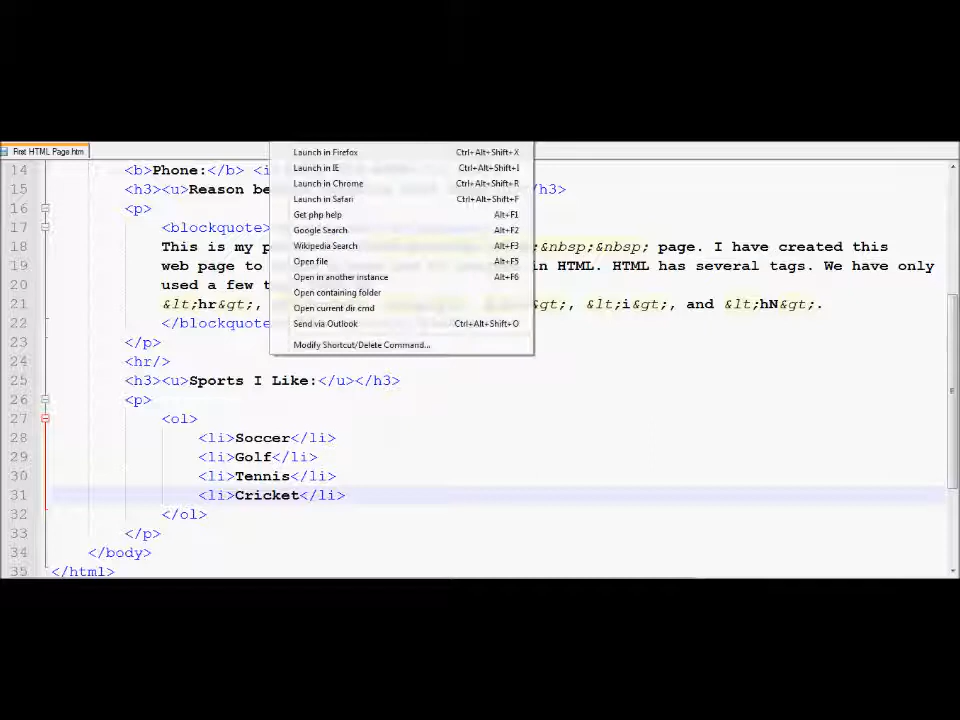 First HTML Page.htm
Launch in Firefox Ctrl+Alt+Shift+X
Launch in IE Ctrl+Alt+Shift+I
Launch in Chrome Ctrl+Alt+Shift+R
Launch in Safari Ctrl+Alt+Shift+F
Get php help Alt+F1
Google Search Alt+F2
Wikipedia Search Alt+F3
Open file Alt+F5
Open in another instance Alt+F6
Open containing folder
Open current dir cmd
Send via Outlook Ctrl+Alt+Shift+O
Modify Shortcut/Delete Command...
14 <b>Phone:</b> <i
15 <h3><u>Reason be </h3>
16 <p>
17 <blockquote>
18 This is my p ;&nbsp;&nbsp; page. I have created this
19 web page to in HTML. HTML has several tags. We have only
20 used a few t
21 &lt;hr&gt;, &gt;, &lt;i&gt;, and &lt;hN&gt;.
22 </blockquote>
23 </p>
24 <hr/>
25 <h3><u>Sports I Like:</u></h3>
26 <p>
27 <ol>
28 <li>Soccer</li>
29 <li>Golf</li>
30 <li>Tennis</li>
31 <li>Cricket</li>
32 </ol>
33 </p>
34 </body>
35 </html>